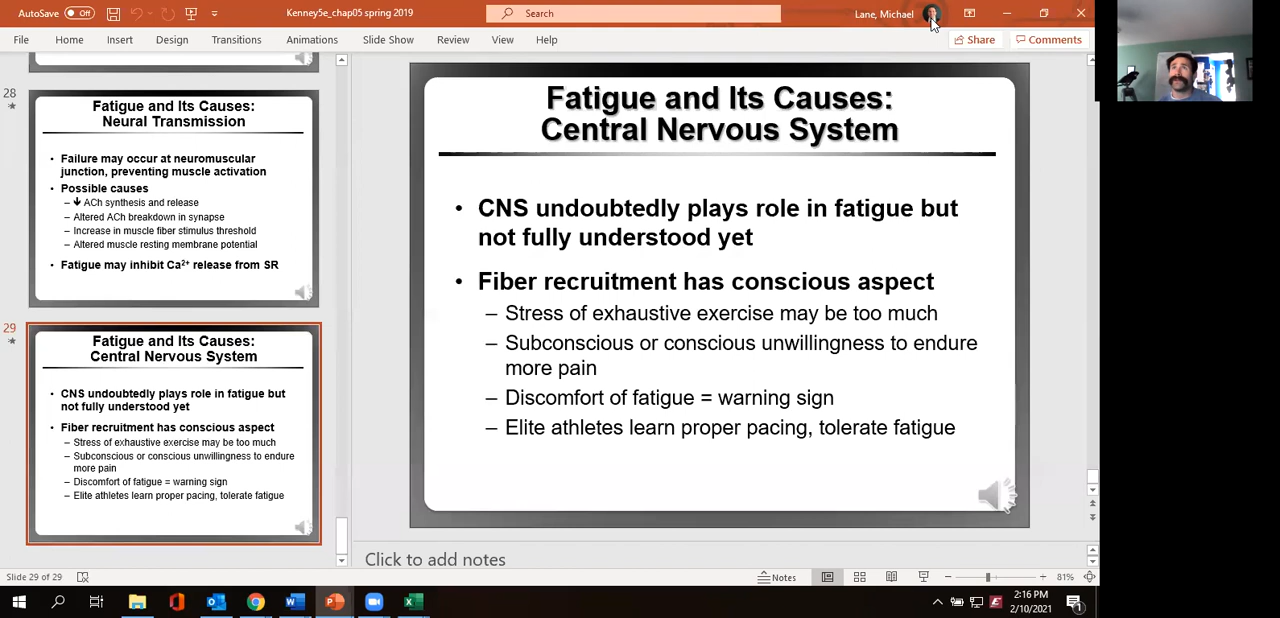 AutoSave Off
Kenney5e_chap05 spring 2019
Search
Lane, Michael
File Home Insert Design Transitions Animations Slide Show Review View Help
Share Comments
28
Fatigue and Its Causes:
Neural Transmission
• Failure may occur at neuromuscular
junction, preventing muscle activation
• Possible causes
– ↓ ACh synthesis and release
– Altered ACh breakdown in synapse
– Increase in muscle fiber stimulus threshold
– Altered muscle resting membrane potential
• Fatigue may inhibit Ca²⁺ release from SR
29
Fatigue and Its Causes:
Central Nervous System
• CNS undoubtedly plays role in fatigue but
not fully understood yet
• Fiber recruitment has conscious aspect
– Stress of exhaustive exercise may be too much
– Subconscious or conscious unwillingness to endure
more pain
– Discomfort of fatigue = warning sign
– Elite athletes learn proper pacing, tolerate fatigue
Fatigue and Its Causes:
Central Nervous System
• CNS undoubtedly plays role in fatigue but
not fully understood yet
• Fiber recruitment has conscious aspect
– Stress of exhaustive exercise may be too much
– Subconscious or conscious unwillingness to endure
more pain
– Discomfort of fatigue = warning sign
– Elite athletes learn proper pacing, tolerate fatigue
Click to add notes
Slide 29 of 29
Notes
81%
2:16 PM
2/10/2021